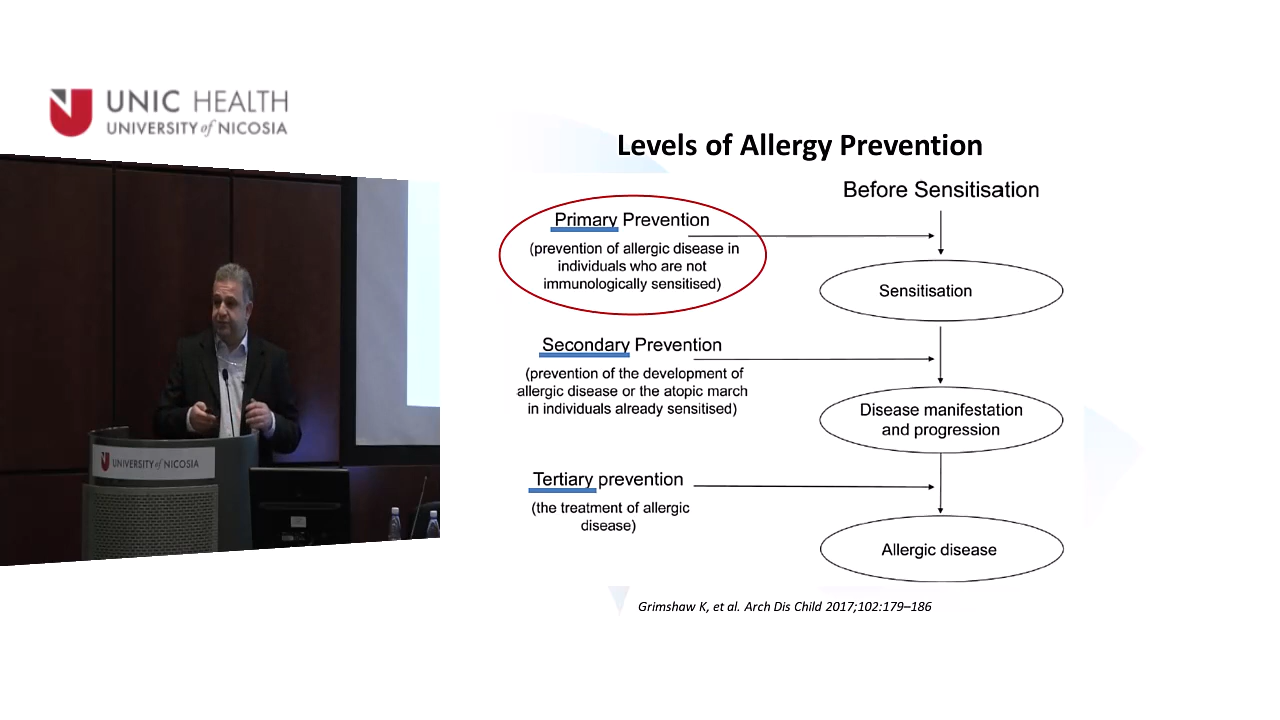 UNIC HEALTH
UNIVERSITY of NICOSIA
UNIVERSITY of NICOSIA
Levels of Allergy Prevention
Before Sensitisation
Primary Prevention
(prevention of allergic disease in
individuals who are not
immunologically sensitised)
Sensitisation
Secondary Prevention
(prevention of the development of
allergic disease or the atopic march
in individuals already sensitised)
Disease manifestation
and progression
Tertiary prevention
(the treatment of allergic
disease)
Allergic disease
Grimshaw K, et al. Arch Dis Child 2017;102:179–186